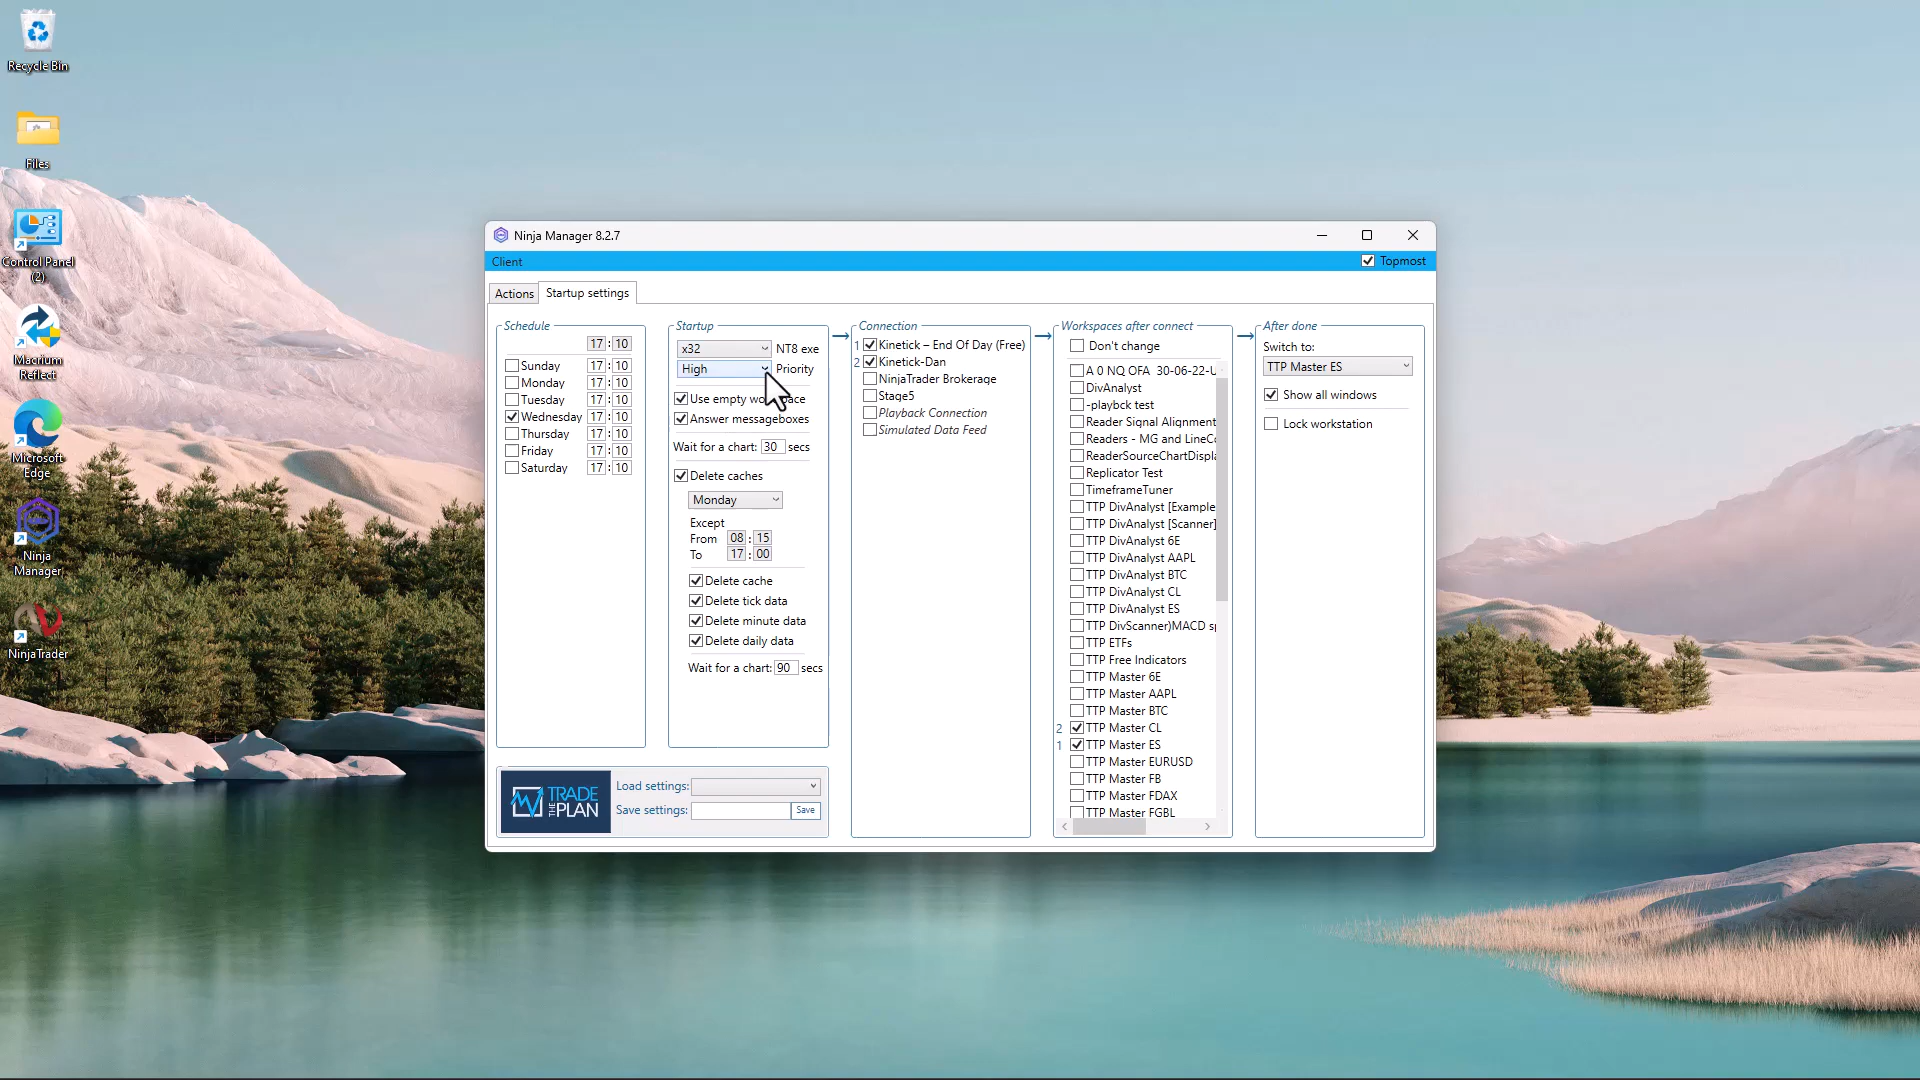 Recycle Bin
Files
Control Panel
(2)
Macrium
Reflect
Microsoft
Edge
Ninja
Manager
NinjaTrader
Ninja Manager 8.2.7
Client
Topmost
Actions
Startup settings
Schedule
17 : 10
Sunday 17 : 10
Monday 17 : 10
Tuesday 17 : 10
Wednesday 17 : 10
Thursday 17 : 10
Friday 17 : 10
Saturday 17 : 10
Startup
x32 NT8 exe
High Priority
Use empty
Answer messageboxes
Wait for a chart: 30 secs
Delete caches
Monday
Except
From 08 : 15
To 17 : 00
Delete cache
Delete tick data
Delete minute data
Delete daily data
Wait for a chart: 90 secs
TRADE
THE PLAN
Load settings:
Save settings: Save
Connection
1 Kinetick – End Of Day (Free)
2 Kinetick-Dan
NinjaTrader Brokerage
Stage5
Playback Connection
Simulated Data Feed
Workspaces after connect
Don't change
A 0 NQ OFA 30-06-22-U
DivAnalyst
-playbck test
Reader Signal Alignment
Readers - MG and LineCo
ReaderSourceChartDispla
Replicator Test
TimeframeTuner
TTP DivAnalyst [Example
TTP DivAnalyst [Scanner]
TTP DivAnalyst 6E
TTP DivAnalyst AAPL
TTP DivAnalyst BTC
TTP DivAnalyst CL
TTP DivAnalyst ES
TTP DivScanner)MACD sp
TTP ETFs
TTP Free Indicators
TTP Master 6E
TTP Master AAPL
TTP Master BTC
2 TTP Master CL
1 TTP Master ES
TTP Master EURUSD
TTP Master FB
TTP Master FDAX
TTP Master FGBL
After done
Switch to:
TTP Master ES
Show all windows
Lock workstation